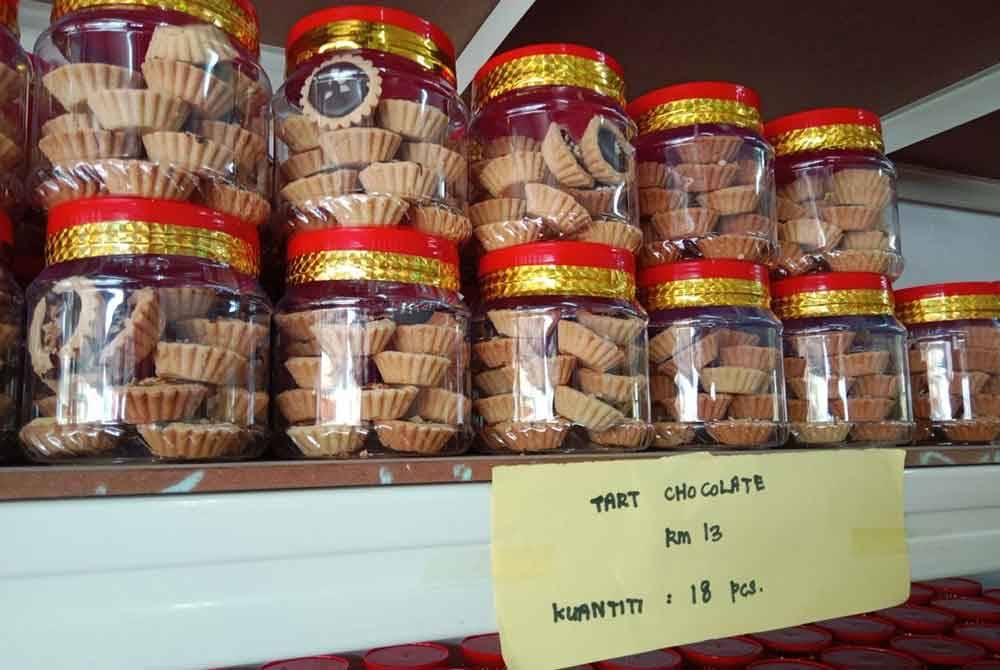 TART CHOCOLATE
RM 13
KUANTITI : 18 pcs.